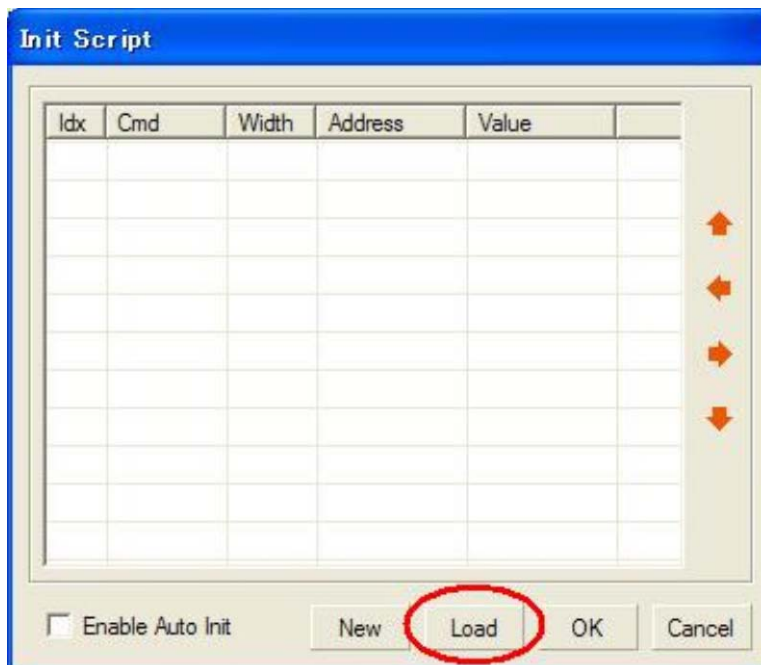 Init Script
Idx Cmd Width Address Value
Enable Auto Init New Load OK Cancel